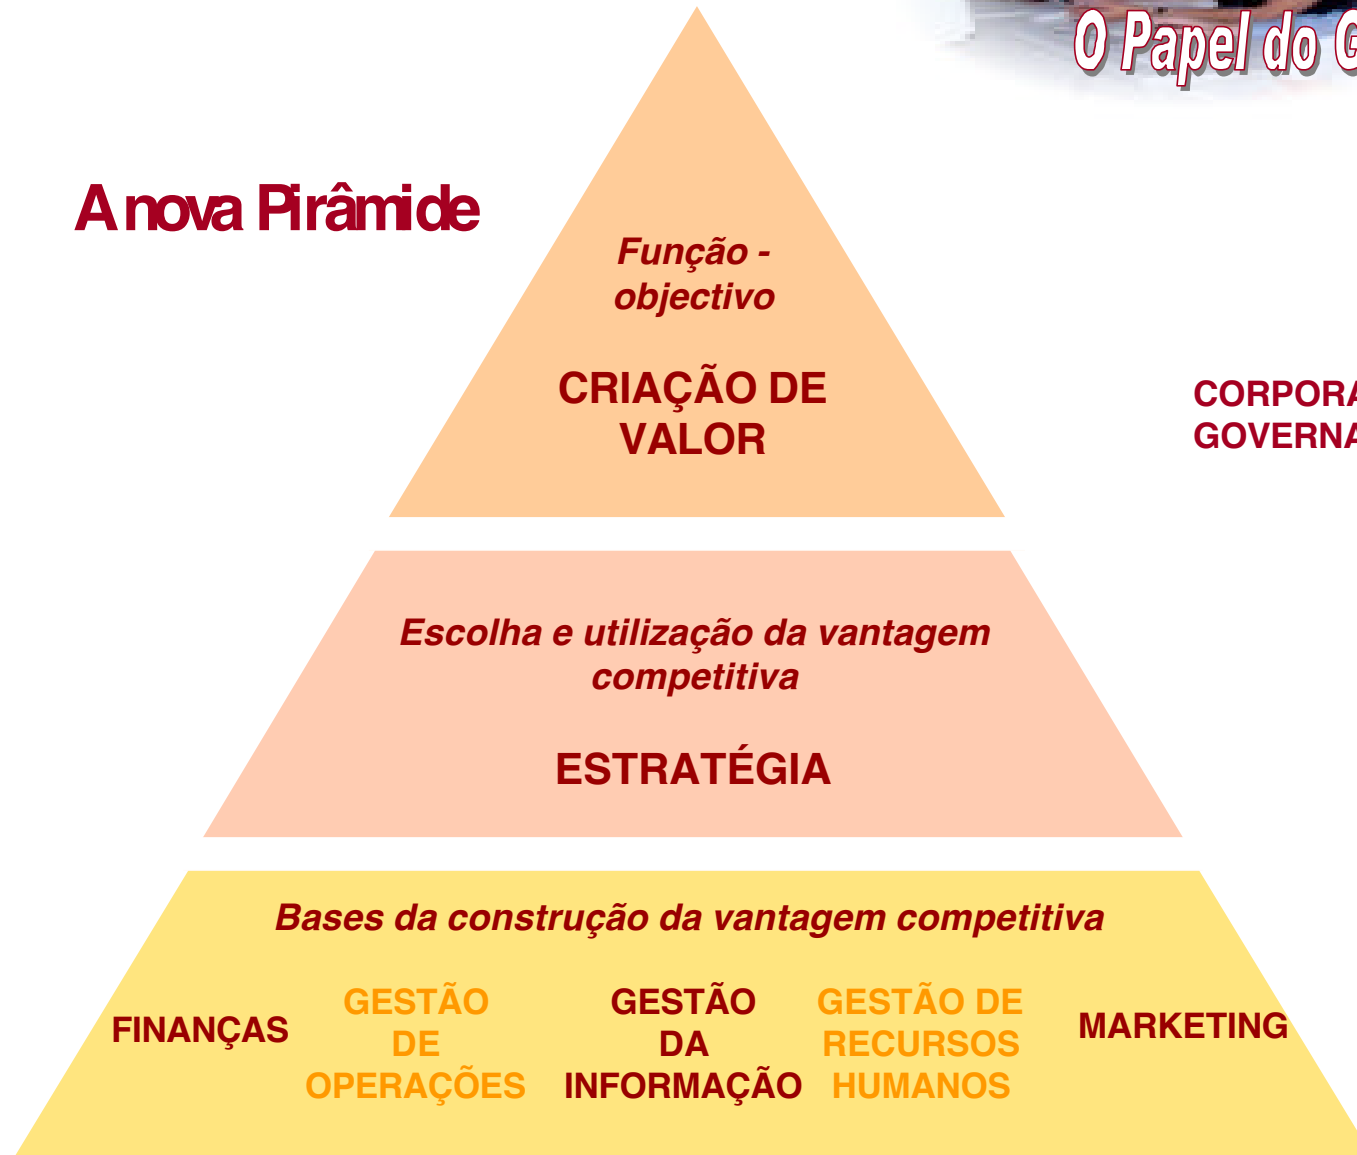 O Papel do G
A nova Pirâmide
Função -
objectivo
CRIAÇÃO DE
VALOR
CORPORA
GOVERNA
Escolha e utilização da vantagem
competitiva
ESTRATÉGIA
Bases da construção da vantagem competitiva
FINANÇAS
GESTÃO
DE
OPERAÇÕES
GESTÃO
DA
INFORMAÇÃO
GESTÃO DE
RECURSOS
HUMANOS
MARKETING